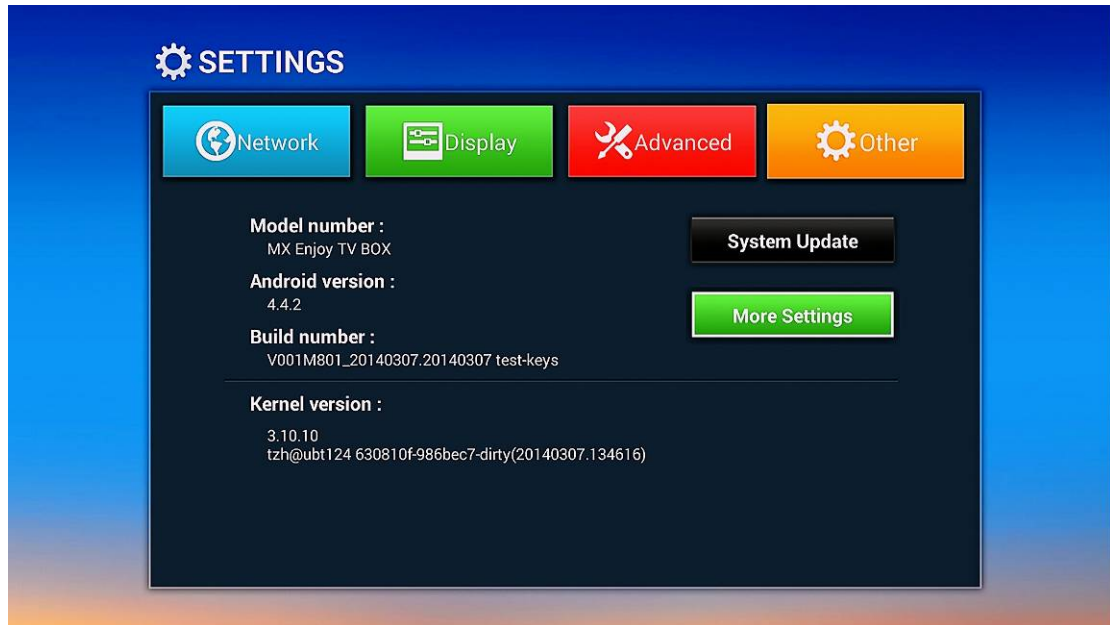 SETTINGS
Network
Display
Advanced
Other
Model number :
MX Enjoy TV BOX
Android version :
4.4.2
Build number :
V001M801_20140307.20140307 test-keys
System Update
More Settings
Kernel version :
3.10.10
tzh@ubt124 630810f-986bec7-dirty(20140307.134616)